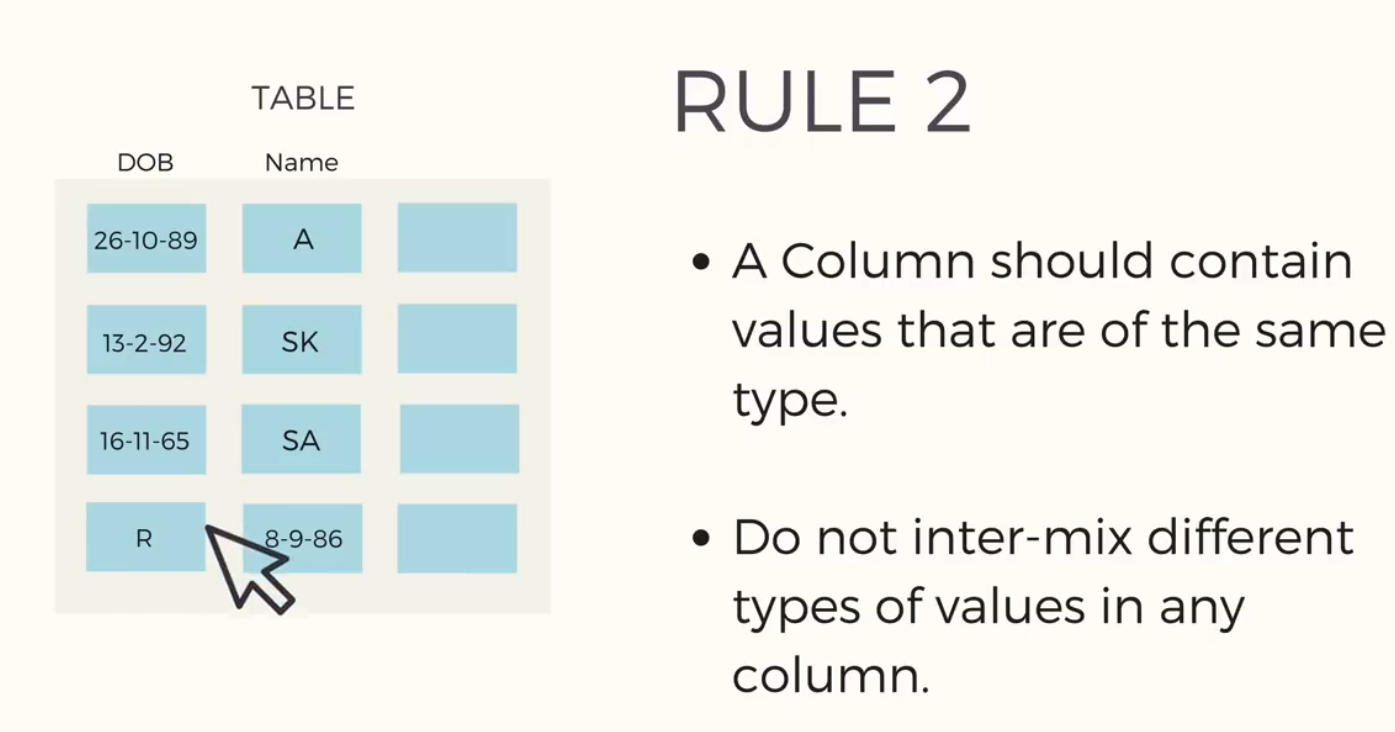 TABLE
DOB Name
26-10-89 A
13-2-92 SK
16-11-65 SA
R 8-9-86
RULE 2
• A Column should contain
values that are of the same
type.
• Do not inter-mix different
types of values in any
column.